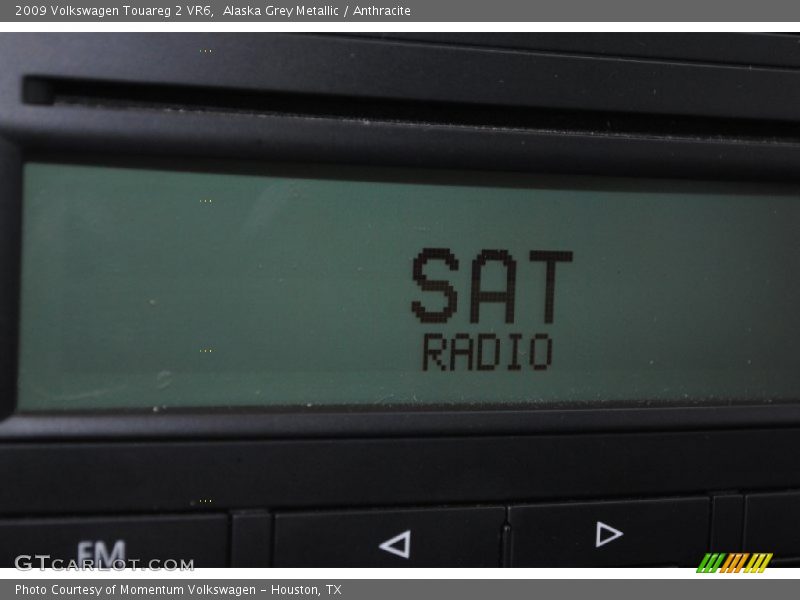 2009 Volkswagen Touareg 2 VR6,  Alaska Grey Metallic / Anthracite
SAT
RADIO
FM
GTCARLOT.COM
Photo Courtesy of Momentum Volkswagen - Houston, TX